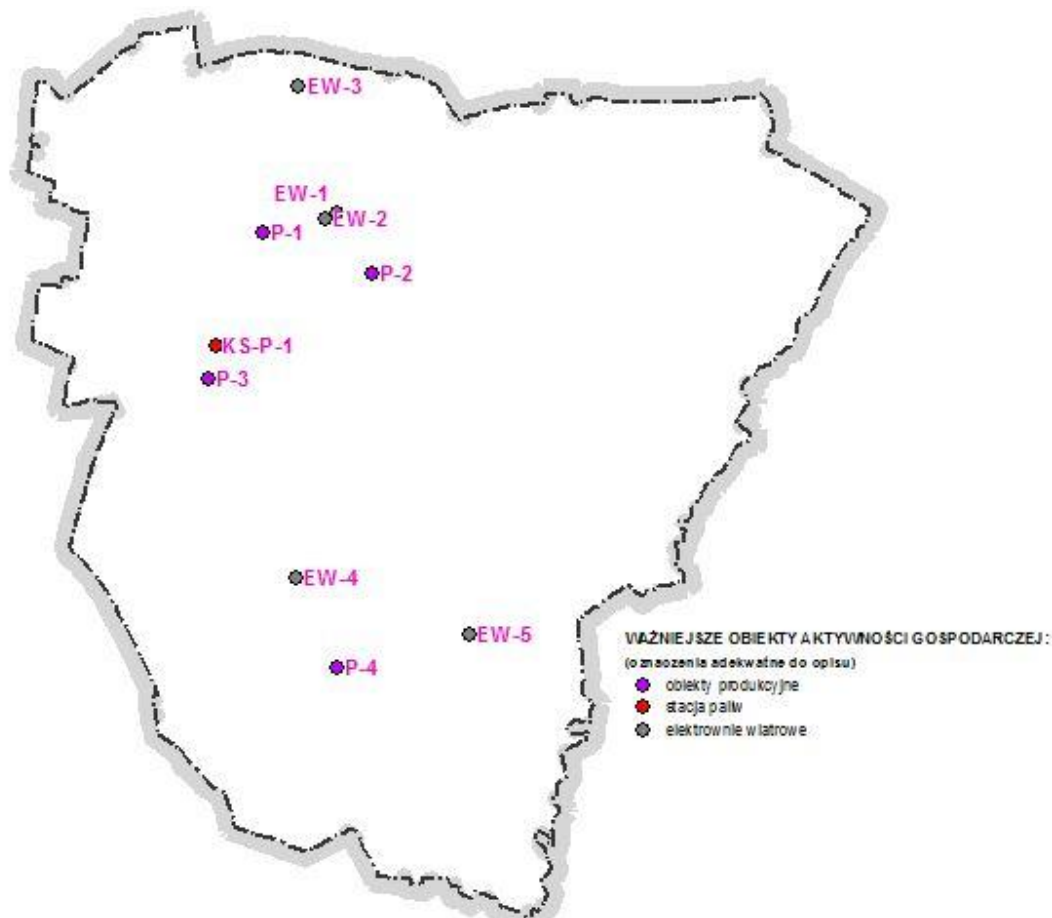 EW-3
EW-1
EW-2
P-1
P-2
KS-P-1
P-3
EW-4
EW-5
P-4
WAŻNIEJSZE OBIEKTY AKTYWNOŚCI GOSPODARCZEJ:
(oznaczenia adekwatne do opisu)
obiekty produkcyjne
stacja paliw
elektrownie wiatrowe